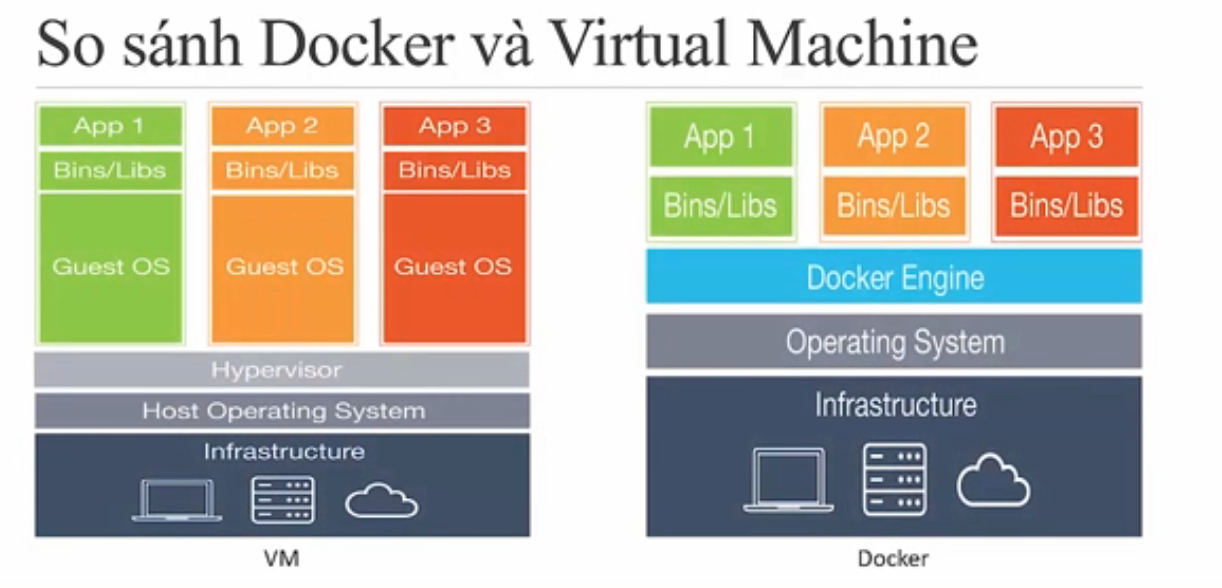 So sánh Docker và Virtual Machine
App 1
Bins/Libs
Guest OS
App 2
Bins/Libs
Guest OS
App 3
Bins/Libs
Guest OS
Hypervisor
Host Operating System
Infrastructure
VM
App 1
Bins/Libs
App 2
Bins/Libs
App 3
Bins/Libs
Docker Engine
Operating System
Infrastructure
Docker